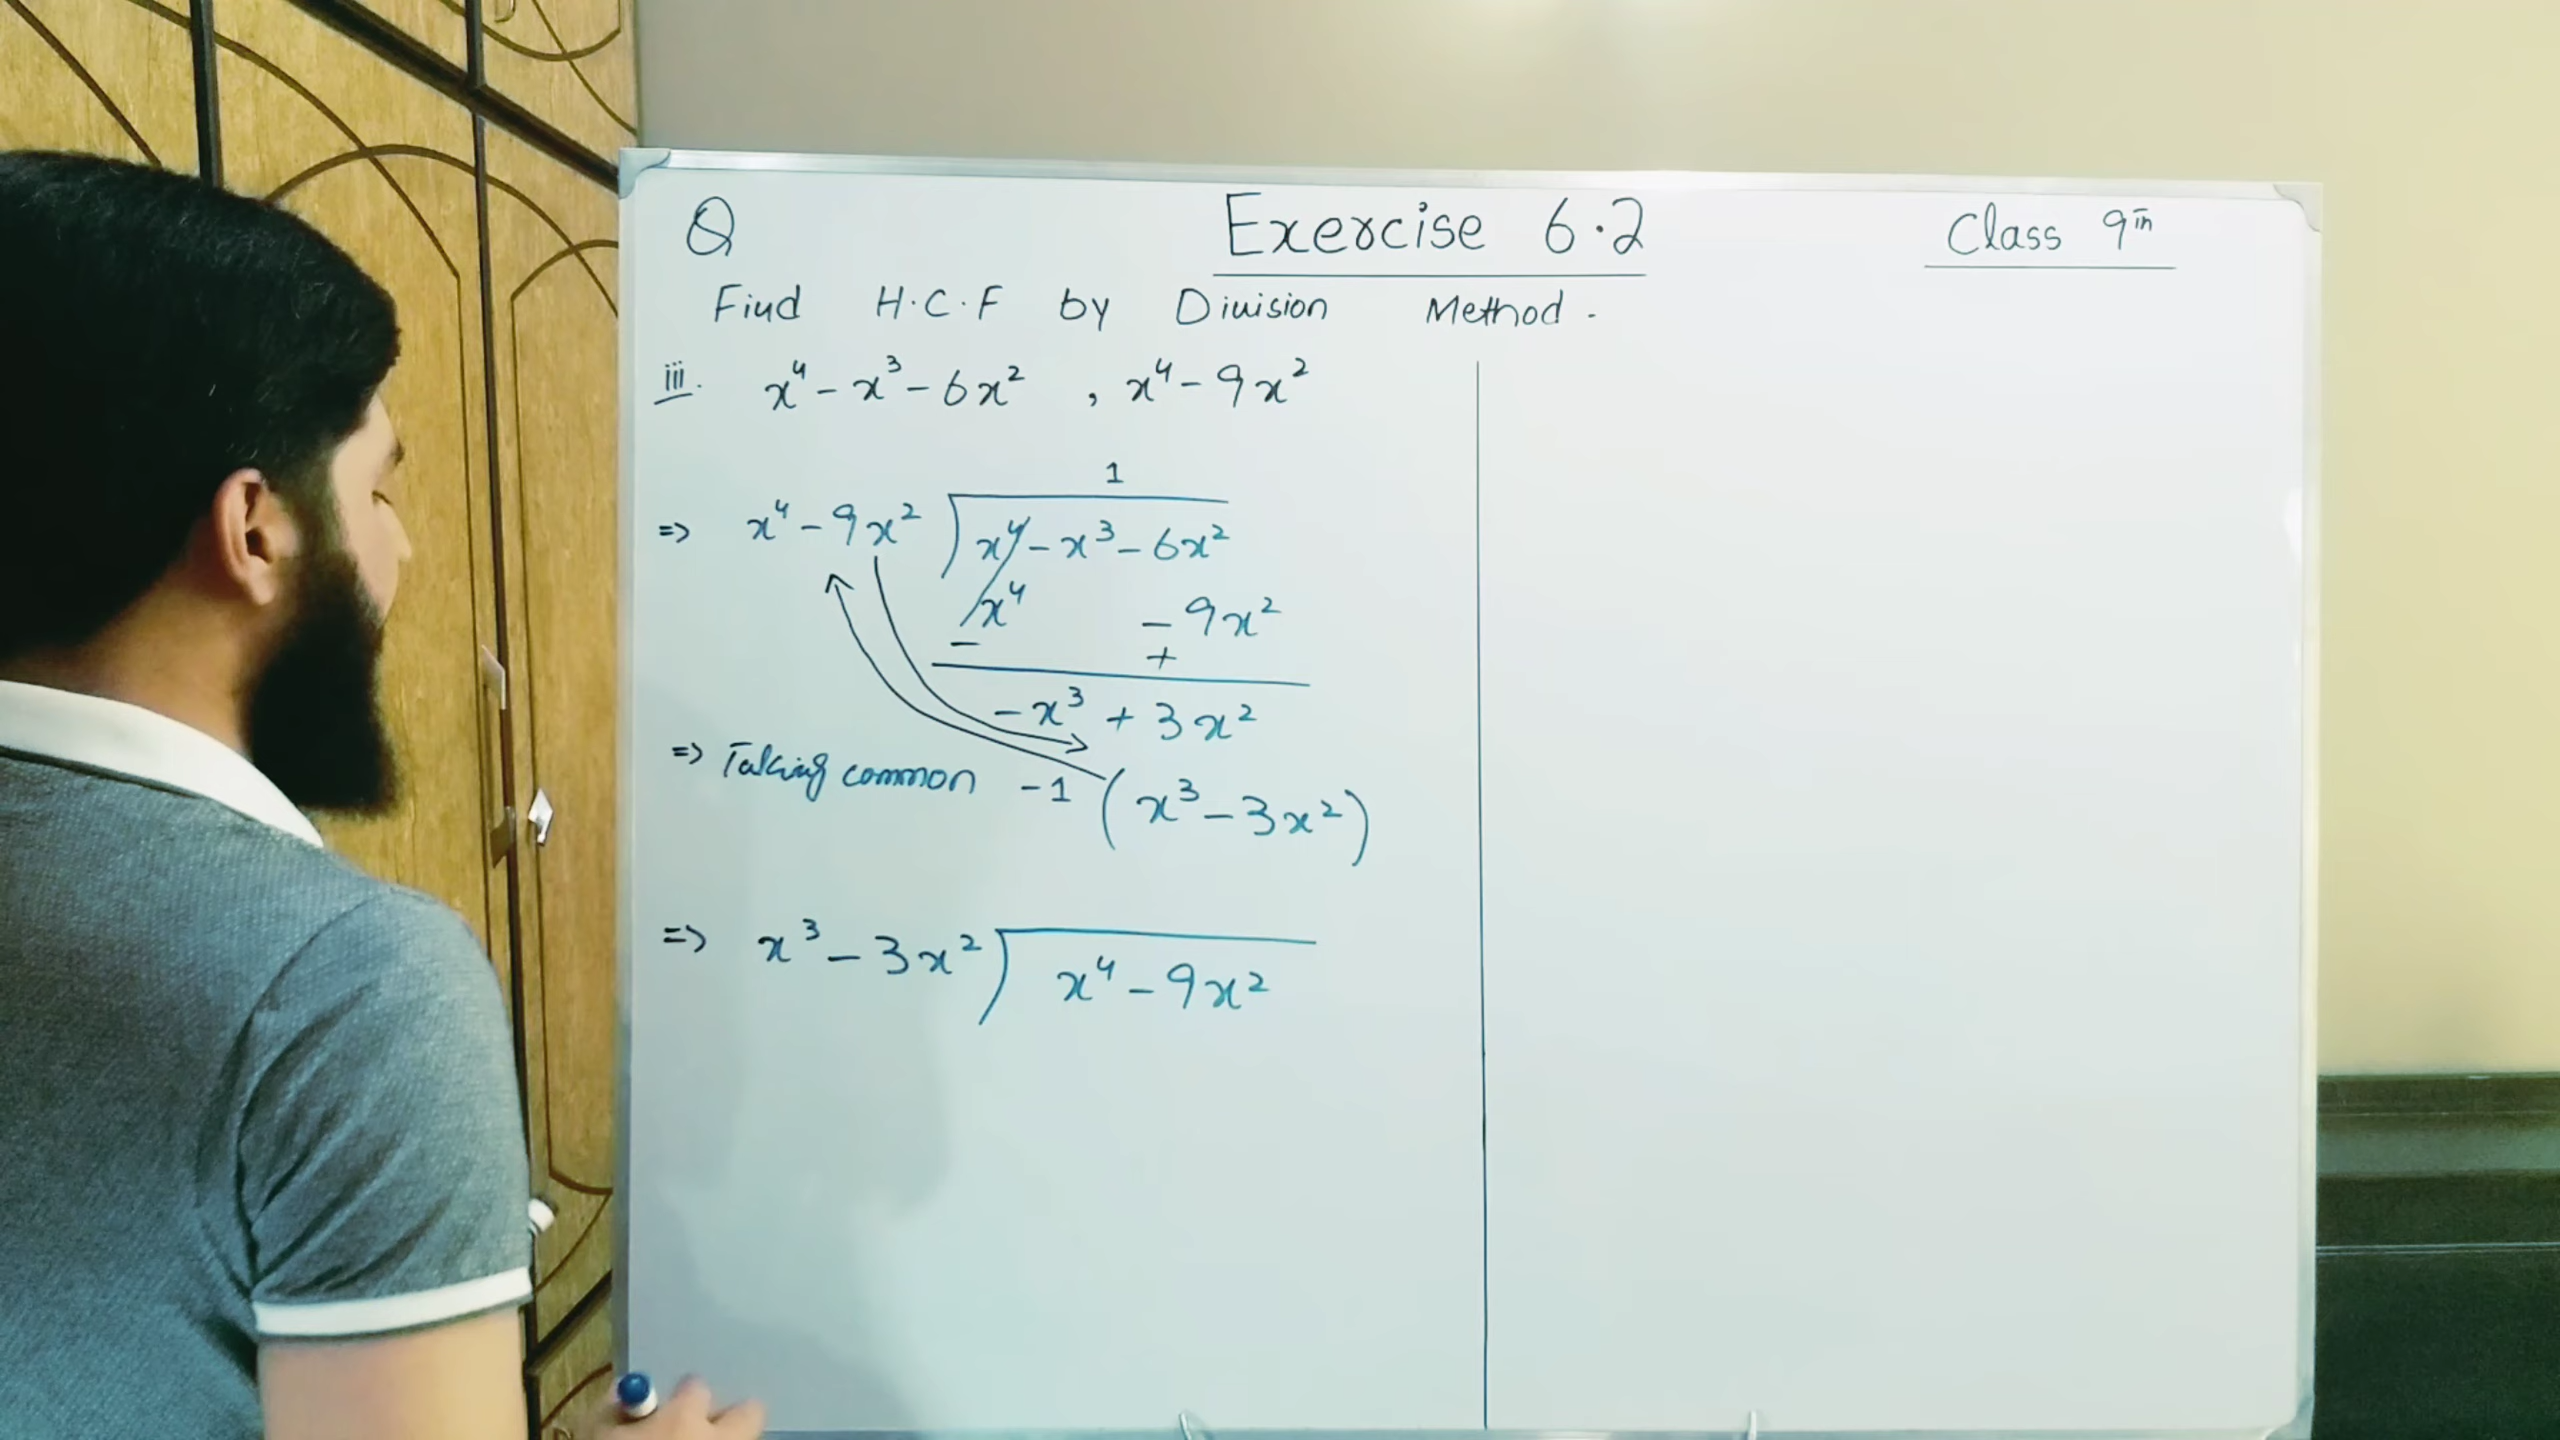 Q Exercise 6.2 Class 9th
Find H.C.F by Division Method.
iii. x⁴ - x³ - 6x² , x⁴ - 9x²
1
=> x⁴ - 9x² ) x⁴ - x³ - 6x²
x⁴ - 9x²
- +
-x³ + 3x²
=> Taking common -1 (x³ - 3x²)
=> x³ - 3x² ) x⁴ - 9x²